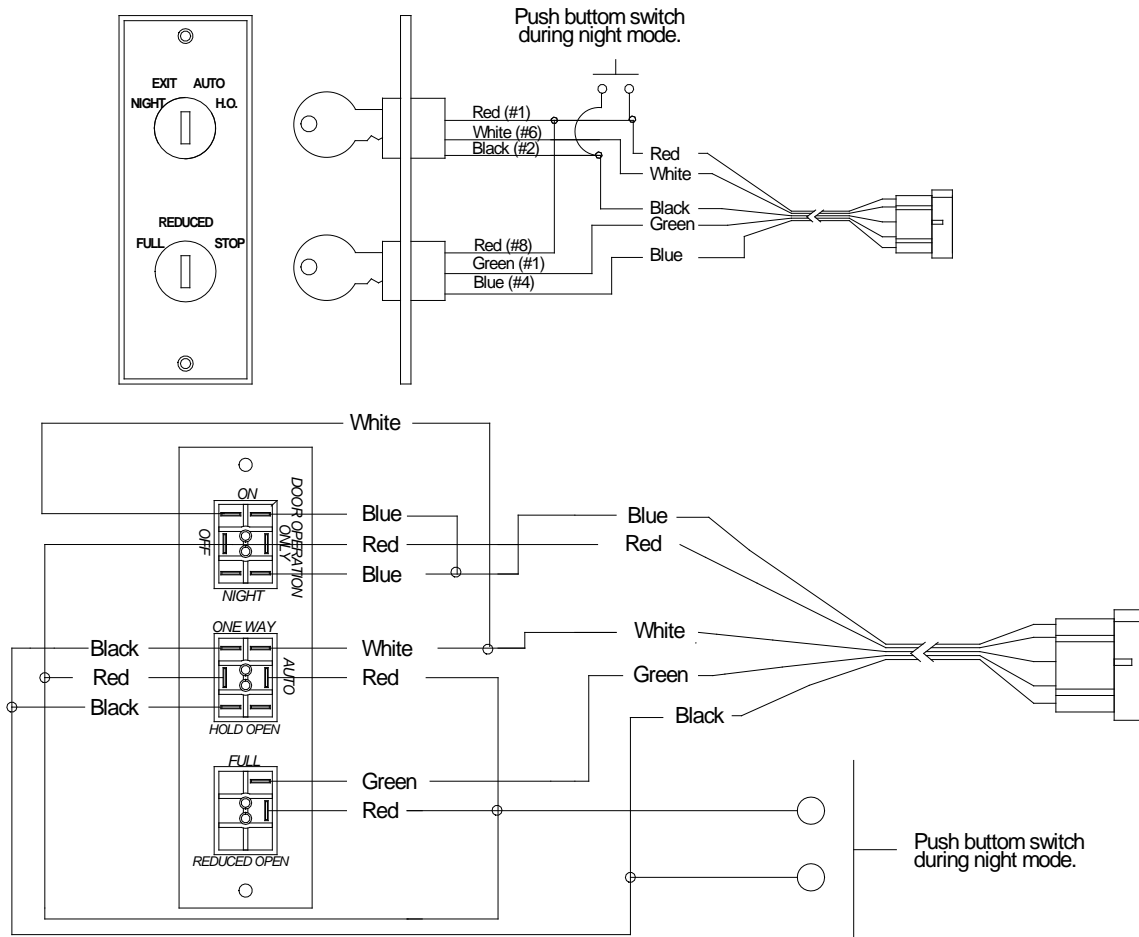 Push buttom switch
during night mode.
EXIT AUTO
NIGHT H.O.
REDUCED
FULL STOP
Red (#1)
White (#6)
Black (#2)
Red
White
Black
Green
Red (#8)
Green (#1)
Blue (#4)
Blue
White
ON
DOOR OPERATION
ONLY
OFF
NIGHT
Blue
Red
Blue
Blue
Red
ONE WAY
AUTO
HOLD OPEN
Black
Red
Black
White
Red
White
Green
Black
FULL
REDUCED OPEN
Green
Red
Push buttom switch
during night mode.